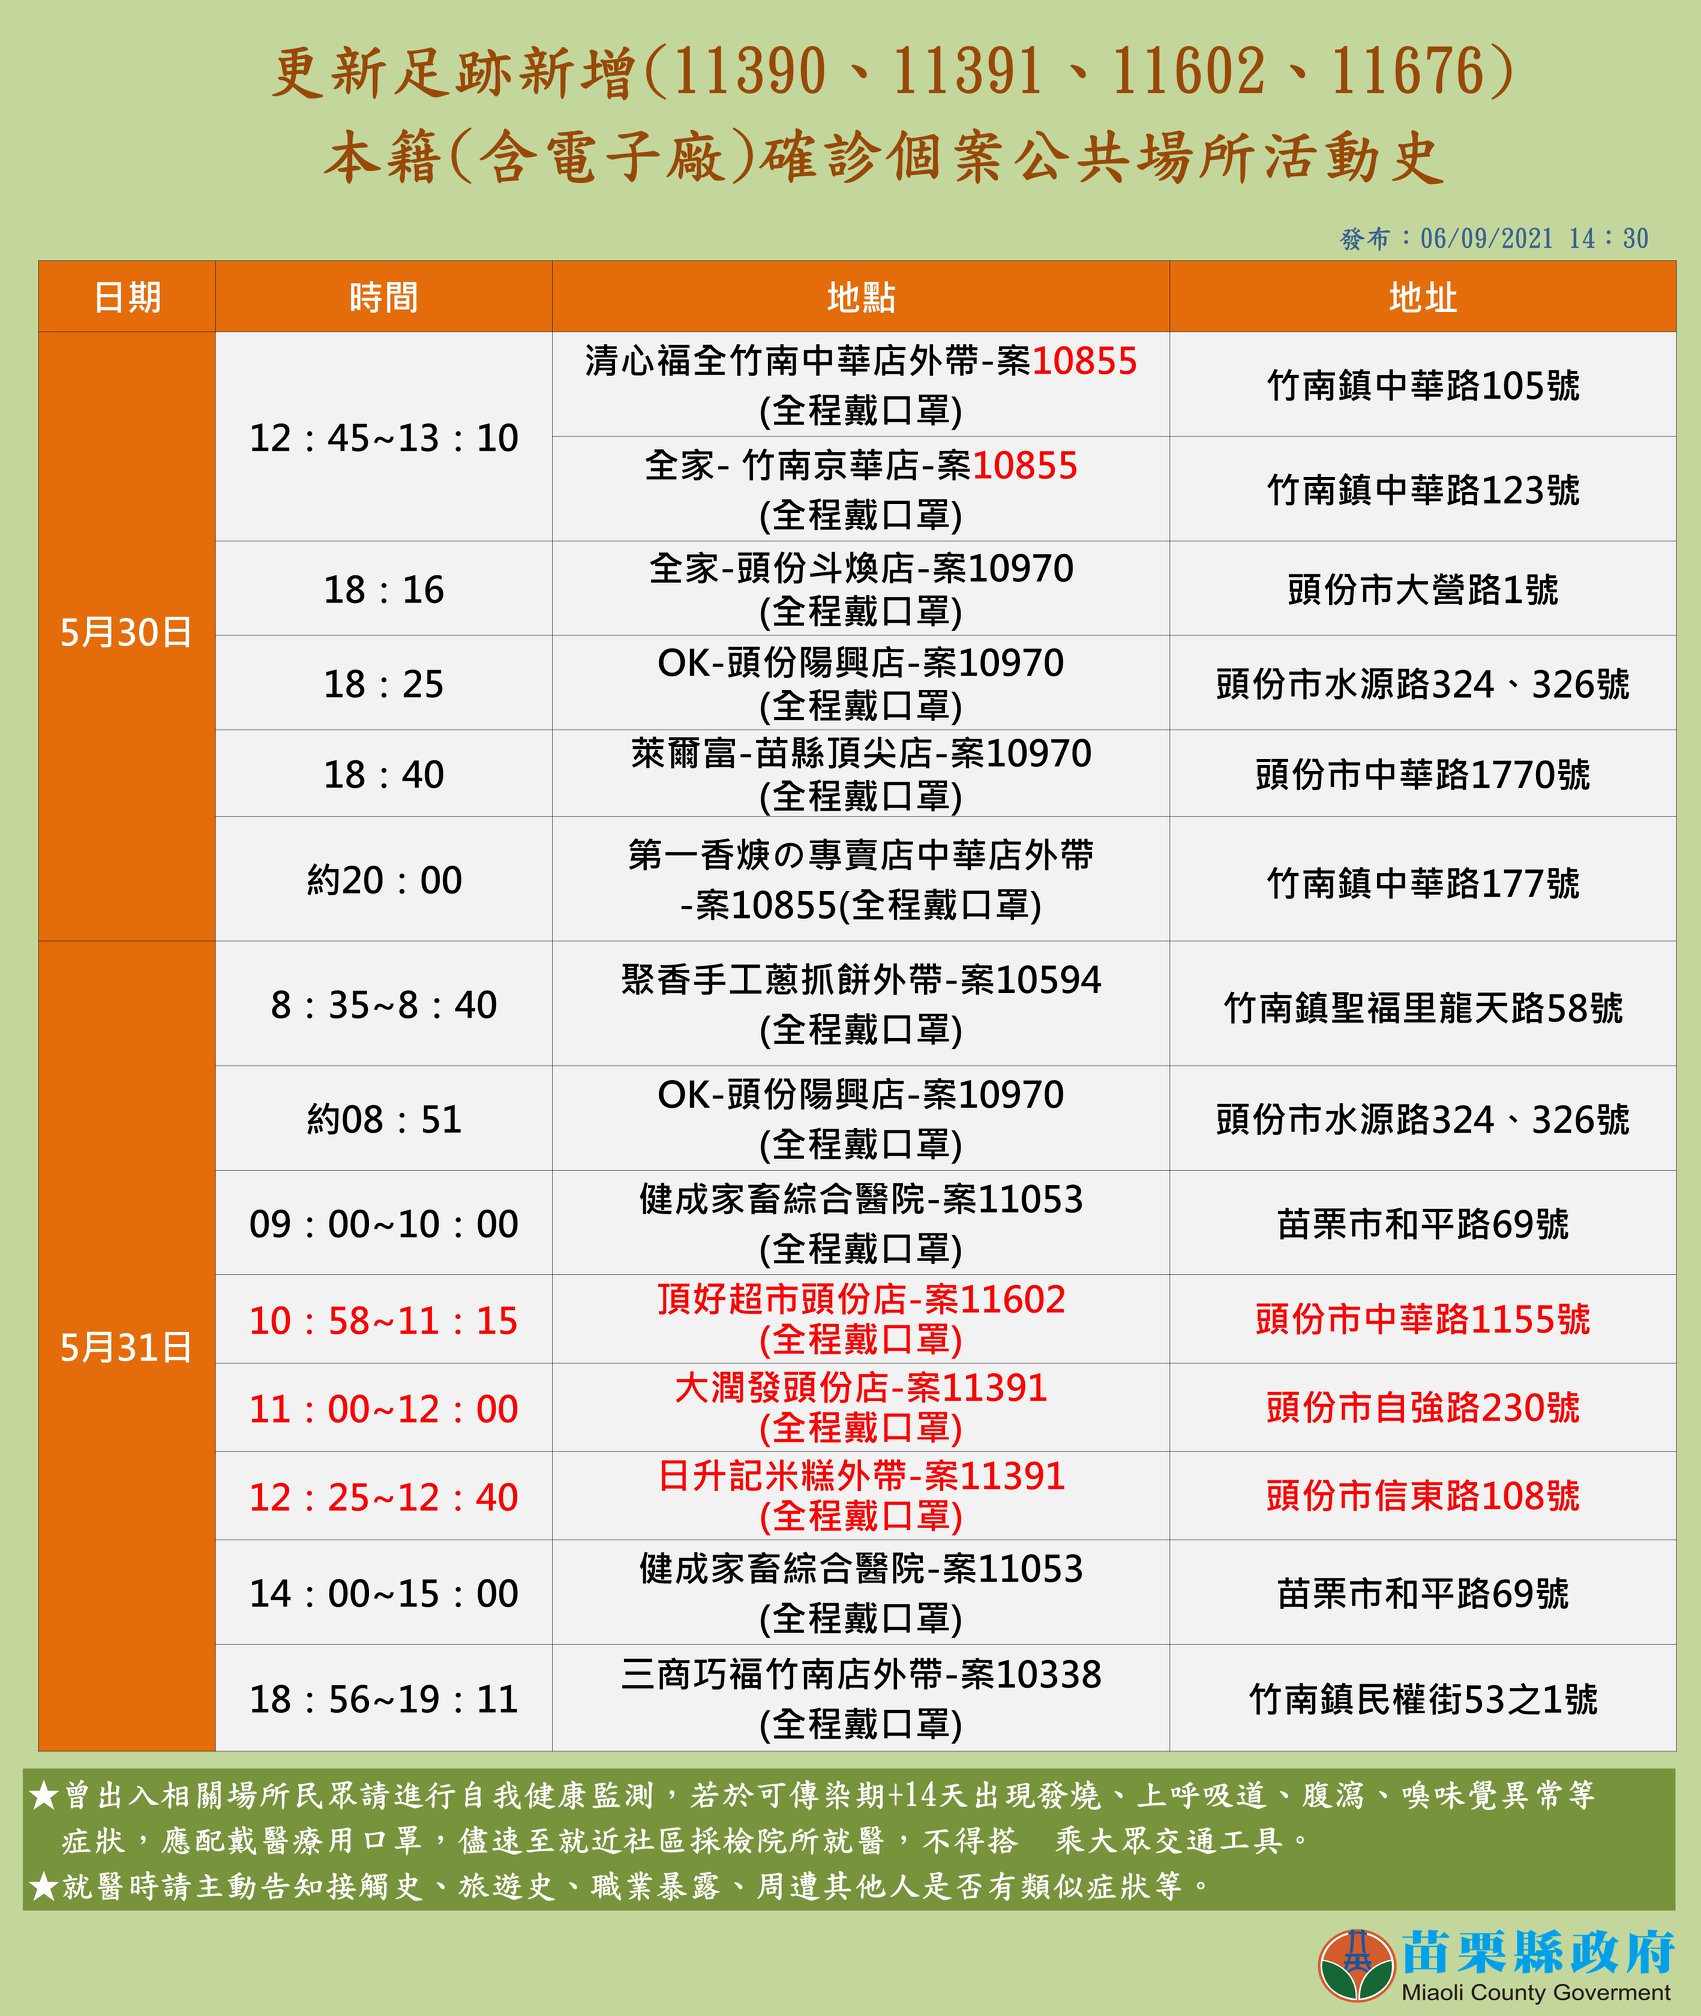 更新足跡新增(11390、11391、11602、11676)
本籍(含電子廠)確診個案公共場所活動史
發布：06/09/2021 14：30
日期 時間 地點 地址
5月30日
12：45~13：10
清心福全竹南中華店外帶-案10855
(全程戴口罩)
竹南鎮中華路105號
全家- 竹南京華店-案10855
(全程戴口罩)
竹南鎮中華路123號
18：16
全家-頭份斗煥店-案10970
(全程戴口罩)
頭份市大營路1號
18：25
OK-頭份陽興店-案10970
(全程戴口罩)
頭份市水源路324、326號
18：40
萊爾富-苗縣頂尖店-案10970
(全程戴口罩)
頭份市中華路1770號
約20：00
第一香焿の專賣店中華店外帶
-案10855(全程戴口罩)
竹南鎮中華路177號
5月31日
8：35~8：40
聚香手工蔥抓餅外帶-案10594
(全程戴口罩)
竹南鎮聖福里龍天路58號
約08：51
OK-頭份陽興店-案10970
(全程戴口罩)
頭份市水源路324、326號
09：00~10：00
健成家畜綜合醫院-案11053
(全程戴口罩)
苗栗市和平路69號
10：58~11：15
頂好超市頭份店-案11602
(全程戴口罩)
頭份市中華路1155號
11：00~12：00
大潤發頭份店-案11391
(全程戴口罩)
頭份市自強路230號
12：25~12：40
日升記米糕外帶-案11391
(全程戴口罩)
頭份市信東路108號
14：00~15：00
健成家畜綜合醫院-案11053
(全程戴口罩)
苗栗市和平路69號
18：56~19：11
三商巧福竹南店外帶-案10338
(全程戴口罩)
竹南鎮民權街53之1號
★曾出入相關場所民眾請進行自我健康監測，若於可傳染期+14天出現發燒、上呼吸道、腹瀉、嗅味覺異常等
症狀，應配戴醫療用口罩，儘速至就近社區採檢院所就醫，不得搭　乘大眾交通工具。
★就醫時請主動告知接觸史、旅遊史、職業暴露、周遭其他人是否有類似症狀等。
苗栗縣政府
Miaoli County Goverment